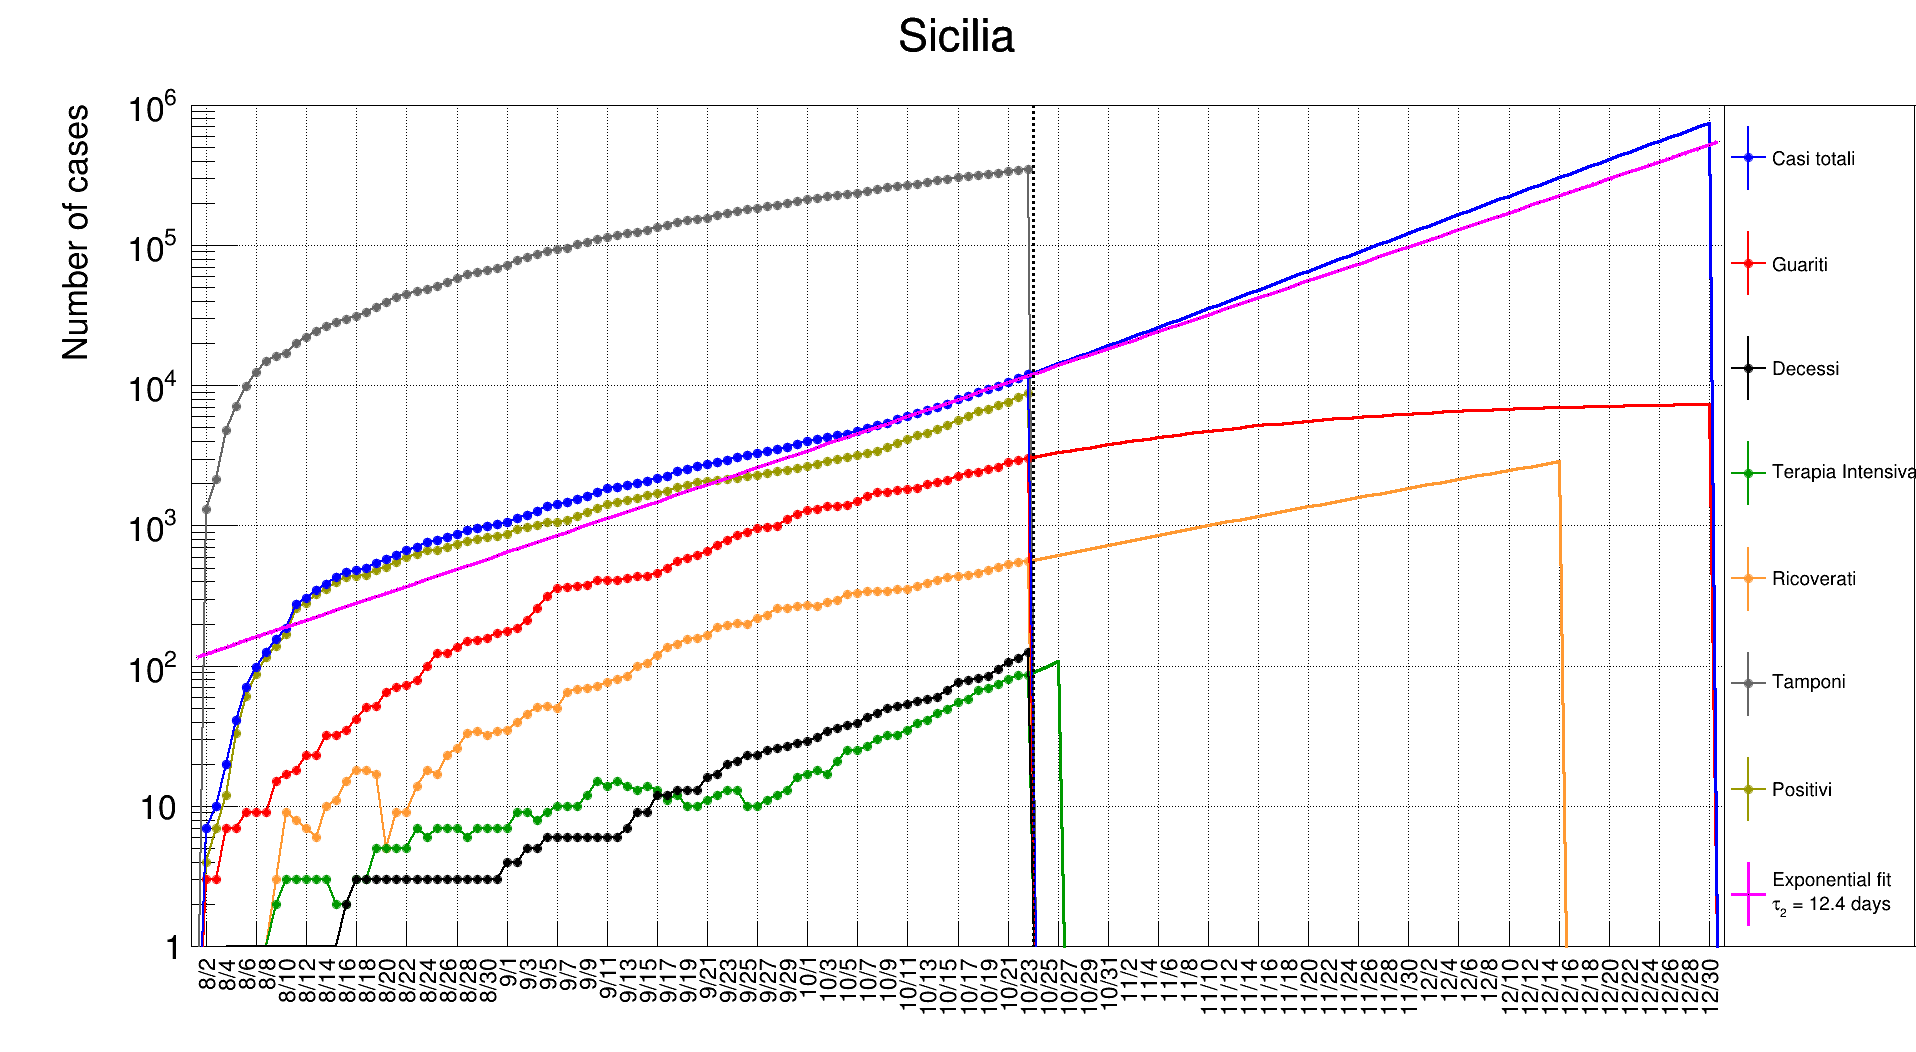 Sicilia
Number of cases
10^6
10^5
10^4
10^3
10^2
10
1
8/2 8/4 8/6 8/8 8/10 8/12 8/14 8/16 8/18 8/20 8/22 8/24 8/26 8/28 8/30 9/1 9/3 9/5 9/7 9/9 9/11 9/13 9/15 9/17 9/19 9/21 9/23 9/25 9/27 9/29 10/1 10/3 10/5 10/7 10/9 10/11 10/13 10/15 10/17 10/19 10/21 10/23 10/25 10/27 10/29 10/31 11/2 11/4 11/6 11/8 11/10 11/12 11/14 11/16 11/18 11/20 11/22 11/24 11/26 11/28 11/30 12/2 12/4 12/6 12/8 12/10 12/12 12/14 12/16 12/18 12/20 12/22 12/24 12/26 12/28 12/30
Casi totali
Guariti
Decessi
Terapia Intensiva
Ricoverati
Tamponi
Positivi
Exponential fit
τ₂ = 12.4 days